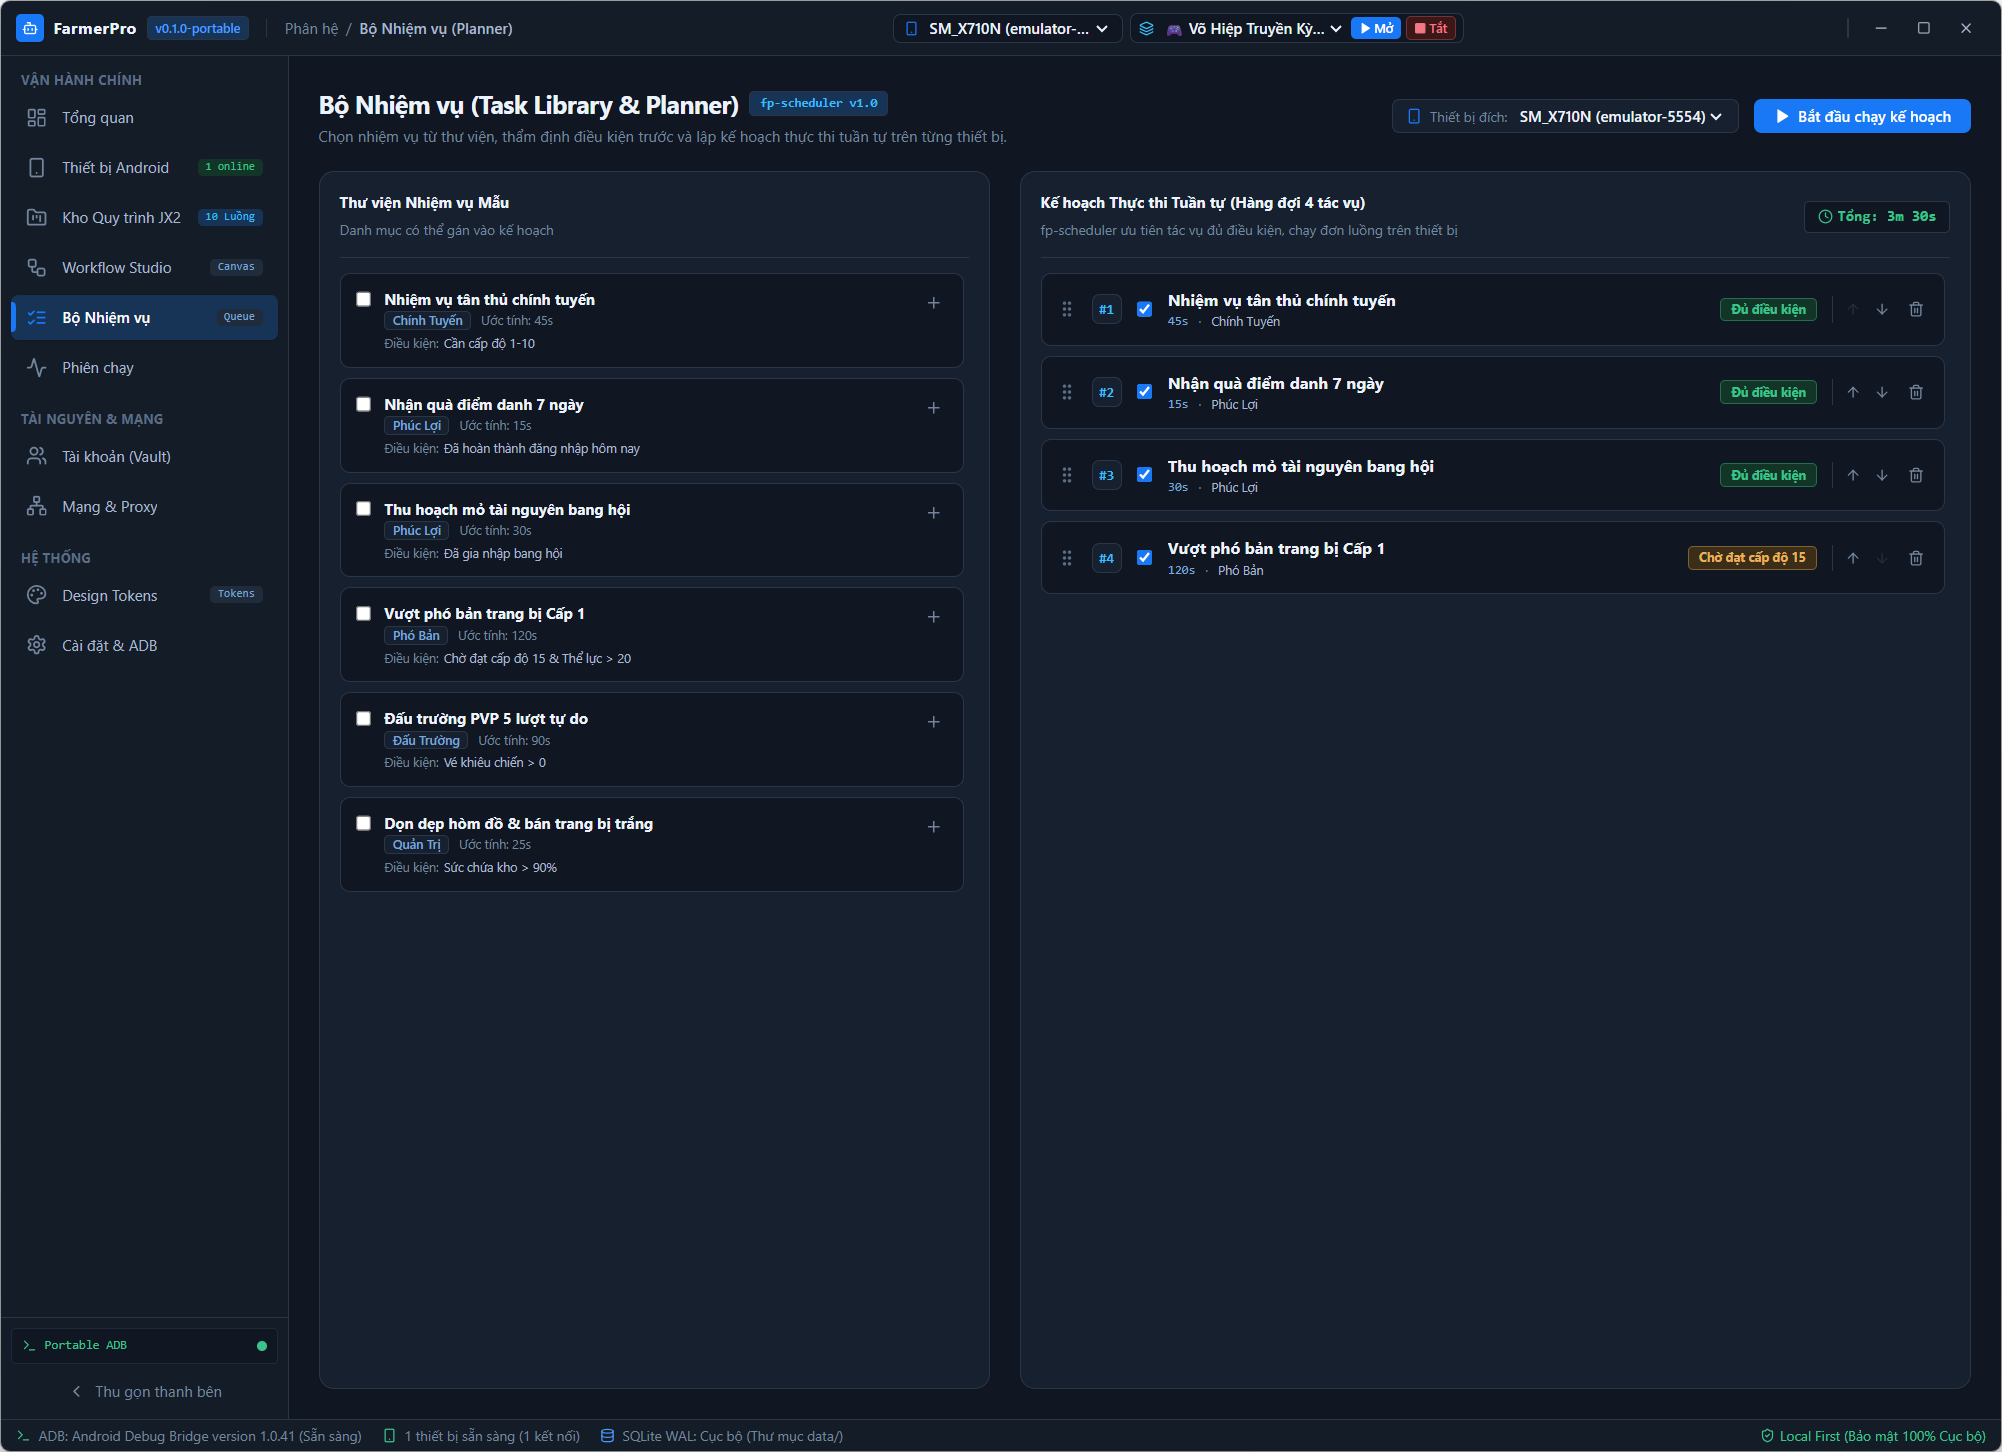 FarmerPro v0.1.0-portable Phân hệ / Bộ Nhiệm vụ (Planner) SM_X710N (emulator-... Võ Hiệp Truyền Kỳ... Mở Tắt
VẬN HÀNH CHÍNH
Tổng quan
Thiết bị Android 1 online
Kho Quy trình JX2 10 Luồng
Workflow Studio Canvas
Bộ Nhiệm vụ Queue
Phiên chạy
TÀI NGUYÊN & MẠNG
Tài khoản (Vault)
Mạng & Proxy
HỆ THỐNG
Design Tokens Tokens
Cài đặt & ADB
Portable ADB
Thu gọn thanh bên
Bộ Nhiệm vụ (Task Library & Planner) fp-scheduler v1.0
Chọn nhiệm vụ từ thư viện, thẩm định điều kiện trước và lập kế hoạch thực thi tuần tự trên từng thiết bị.
Thiết bị đích: SM_X710N (emulator-5554) Bắt đầu chạy kế hoạch
Thư viện Nhiệm vụ Mẫu
Danh mục có thể gán vào kế hoạch
Nhiệm vụ tân thủ chính tuyến
Chính Tuyến Ước tính: 45s
Điều kiện: Cần cấp độ 1-10
Nhận quà điểm danh 7 ngày
Phúc Lợi Ước tính: 15s
Điều kiện: Đã hoàn thành đăng nhập hôm nay
Thu hoạch mỏ tài nguyên bang hội
Phúc Lợi Ước tính: 30s
Điều kiện: Đã gia nhập bang hội
Vượt phó bản trang bị Cấp 1
Phó Bản Ước tính: 120s
Điều kiện: Chờ đạt cấp độ 15 & Thể lực > 20
Đấu trường PVP 5 lượt tự do
Đấu Trường Ước tính: 90s
Điều kiện: Vé khiêu chiến > 0
Dọn dẹp hòm đồ & bán trang bị trắng
Quản Trị Ước tính: 25s
Điều kiện: Sức chứa kho > 90%
Kế hoạch Thực thi Tuần tự (Hàng đợi 4 tác vụ)
fp-scheduler ưu tiên tác vụ đủ điều kiện, chạy đơn luồng trên thiết bị
Tổng: 3m 30s
#1 Nhiệm vụ tân thủ chính tuyến Đủ điều kiện
45s · Chính Tuyến
#2 Nhận quà điểm danh 7 ngày Đủ điều kiện
15s · Phúc Lợi
#3 Thu hoạch mỏ tài nguyên bang hội Đủ điều kiện
30s · Phúc Lợi
#4 Vượt phó bản trang bị Cấp 1 Chờ đạt cấp độ 15
120s · Phó Bản
ADB: Android Debug Bridge version 1.0.41 (Sẵn sàng) 1 thiết bị sẵn sàng (1 kết nối) SQLite WAL: Cục bộ (Thư mục data/) Local First (Bảo mật 100% Cục bộ)